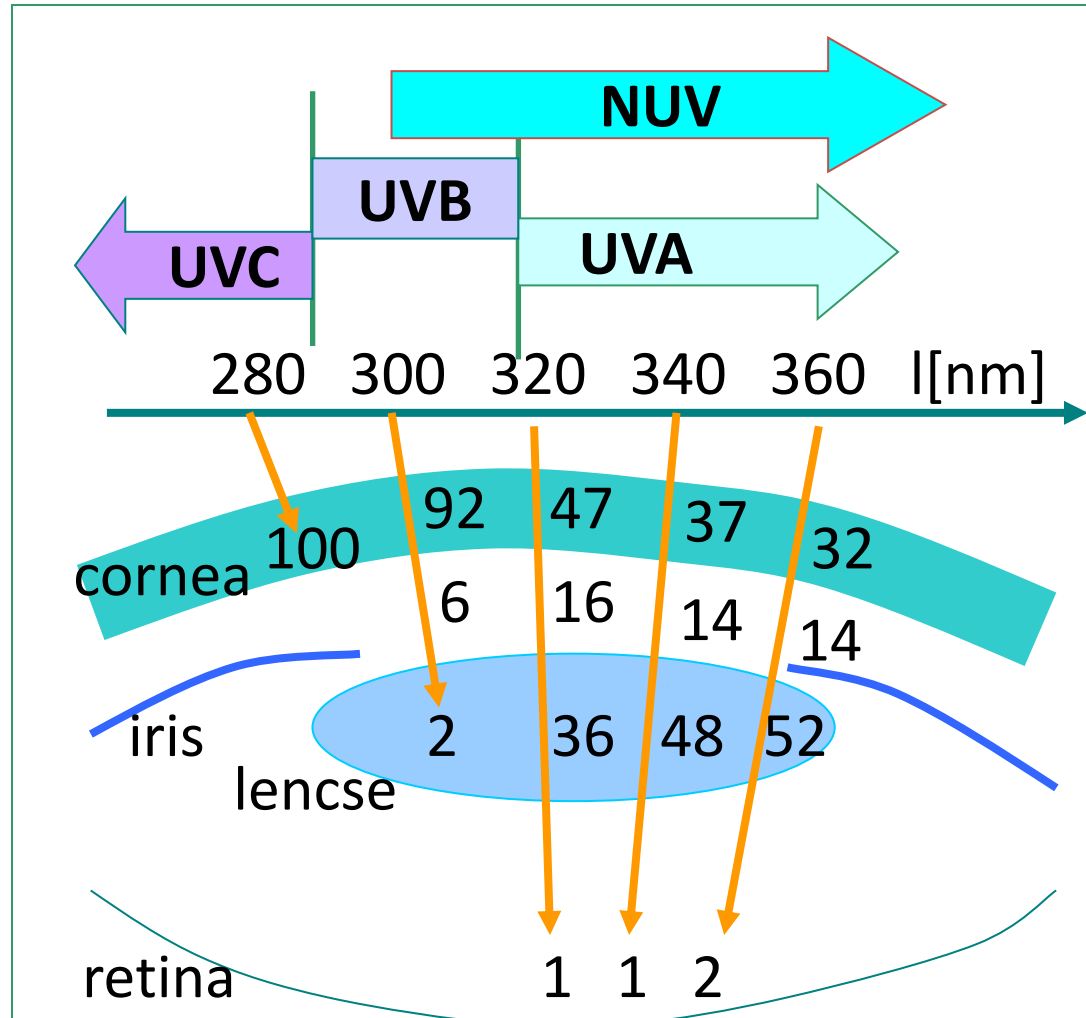 NUV
UVB
UVC UVA
280 300 320 340 360 l[nm]
92 47 37 32
100
cornea
6 16 14 14
iris 2 36 48 52
lencse
retina 1 1 2